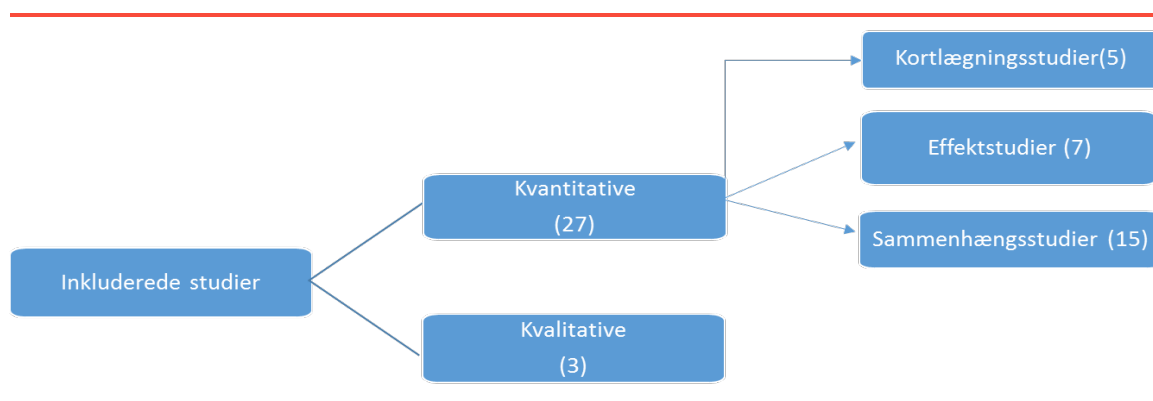 Inkluderede studier
Kvantitative
(27)
Kvalitative
(3)
Kortlægningsstudier(5)
Effektstudier (7)
Sammenhængsstudier (15)